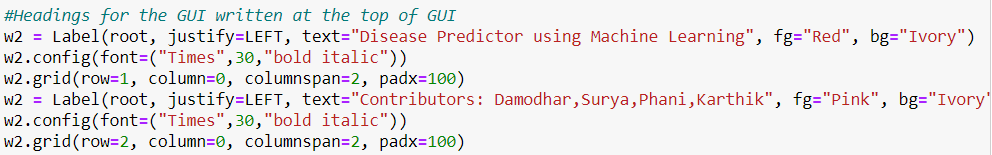 #Headings for the GUI written at the top of GUI
w2 = Label(root, justify=LEFT, text="Disease Predictor using Machine Learning", fg="Red", bg="Ivory")
w2.config(font=("Times",30,"bold italic"))
w2.grid(row=1, column=0, columnspan=2, padx=100)
w2 = Label(root, justify=LEFT, text="Contributors: Damodhar,Surya,Phani,Karthik", fg="Pink", bg="Ivory"
w2.config(font=("Times",30,"bold italic"))
w2.grid(row=2, column=0, columnspan=2, padx=100)